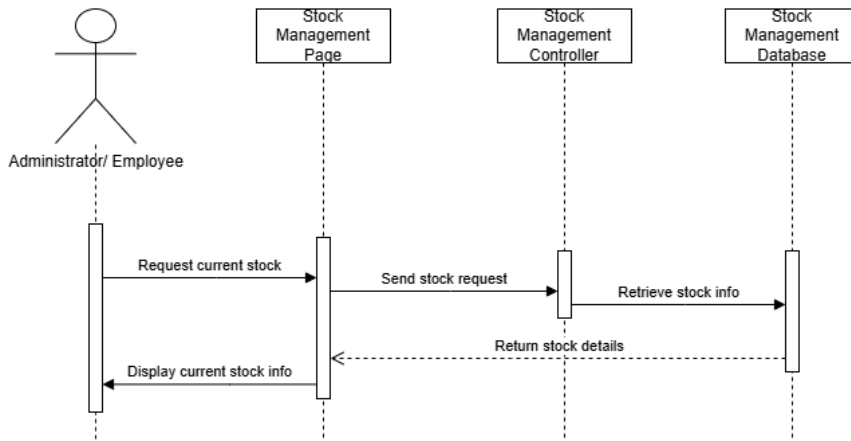 Stock
Management
Page
Stock
Management
Controller
Stock
Management
Database
Administrator/ Employee
Request current stock
Send stock request
Retrieve stock info
Return stock details
Display current stock info